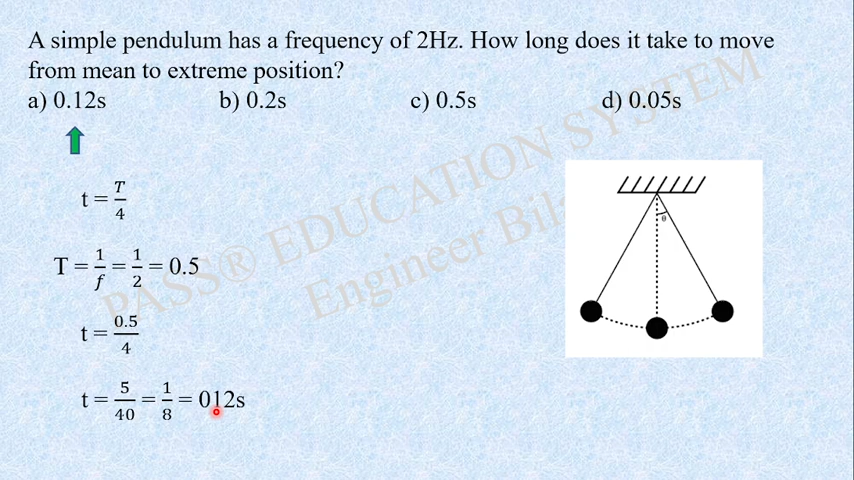 A simple pendulum has a frequency of 2Hz. How long does it take to move
from mean to extreme position?
a) 0.12s b) 0.2s c) 0.5s d) 0.05s
t = T/4
T = 1/f = 1/2 = 0.5
t = 0.5/4
t = 5/40 = 1/8 = 012s
θ
PASS® EDUCATION SYSTEM
Engineer